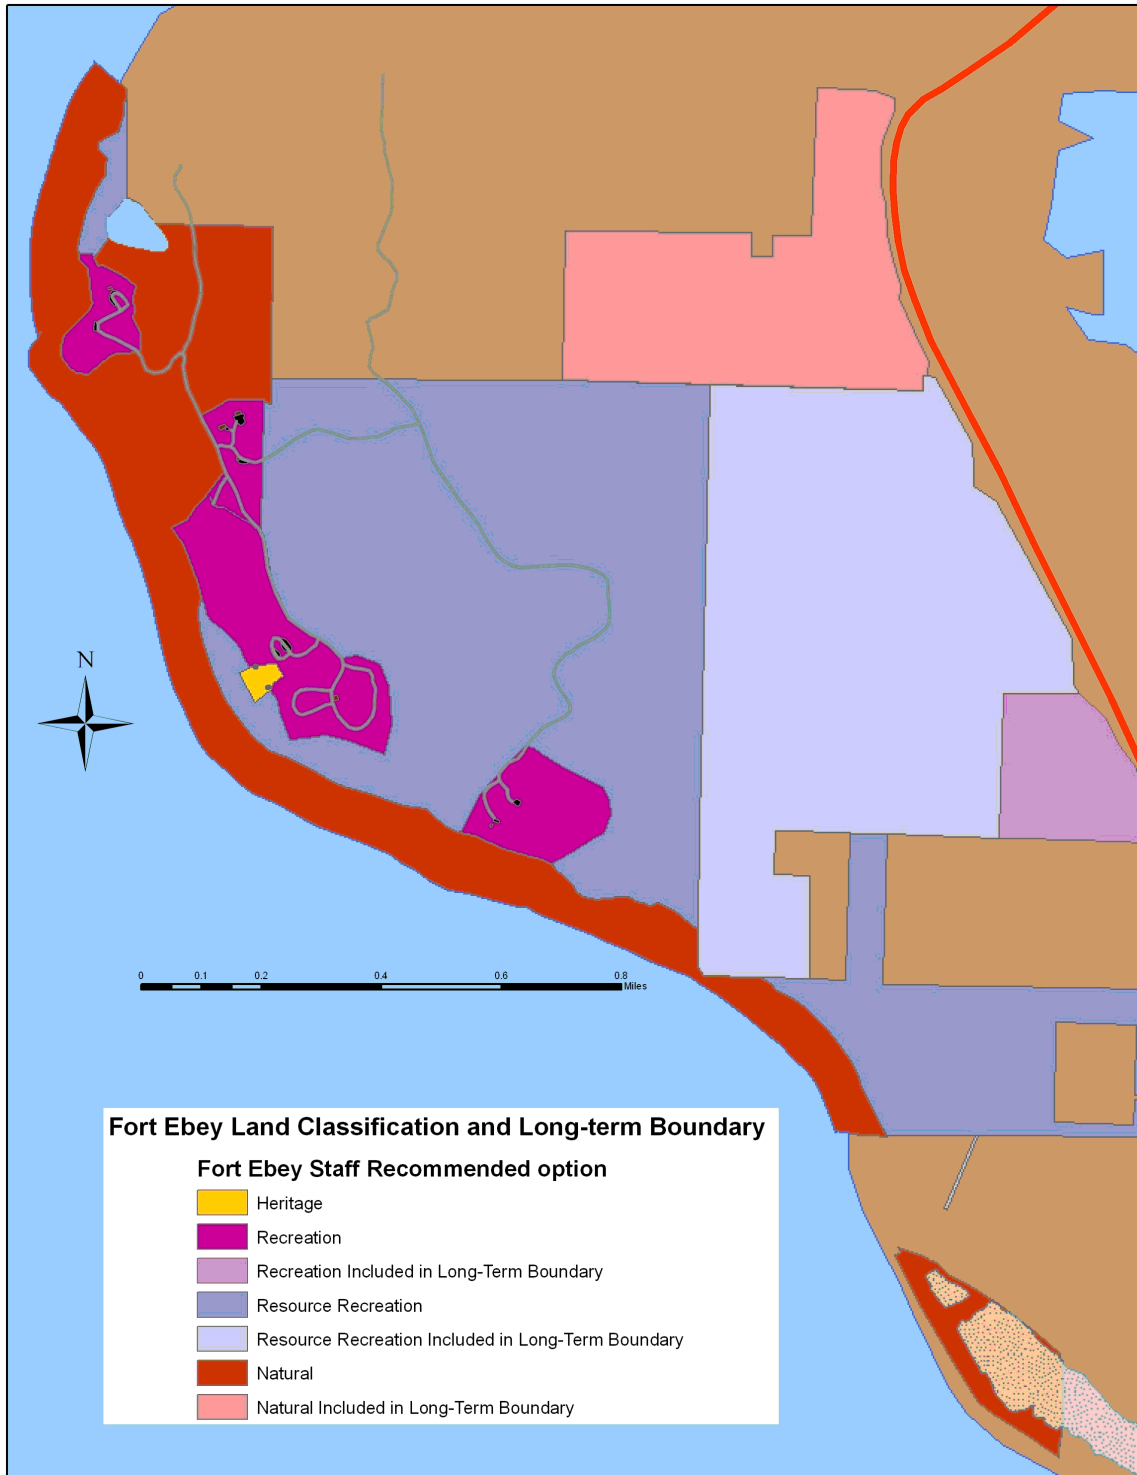 N
0 0.1 0.2 0.4 0.6 0.8
Miles
Fort Ebey Land Classification and Long-term Boundary
Fort Ebey Staff Recommended option
Heritage
Recreation
Recreation Included in Long-Term Boundary
Resource Recreation
Resource Recreation Included in Long-Term Boundary
Natural
Natural Included in Long-Term Boundary